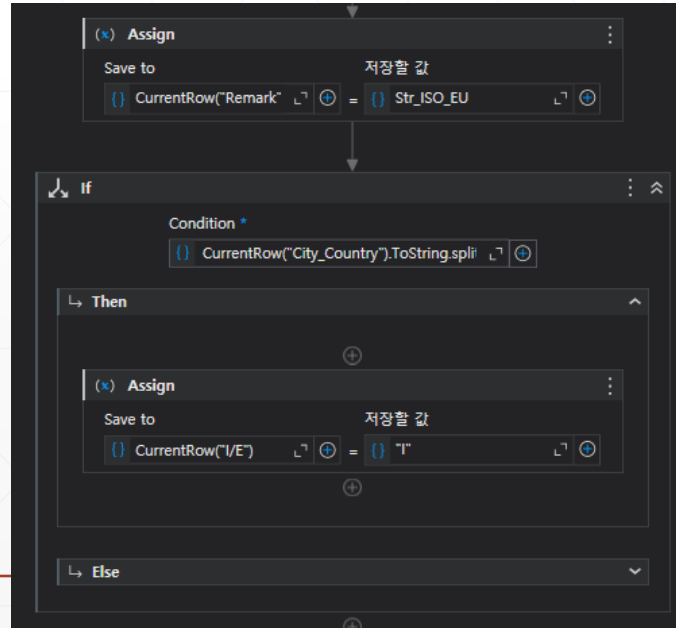 (x) Assign
Save to 저장할 값
{} CurrentRow("Remark" = {} Str_ISO_EU
If
Condition *
{} CurrentRow("City_Country").ToString.split
Then
(x) Assign
Save to 저장할 값
{} CurrentRow("I/E") = {} "I"
Else